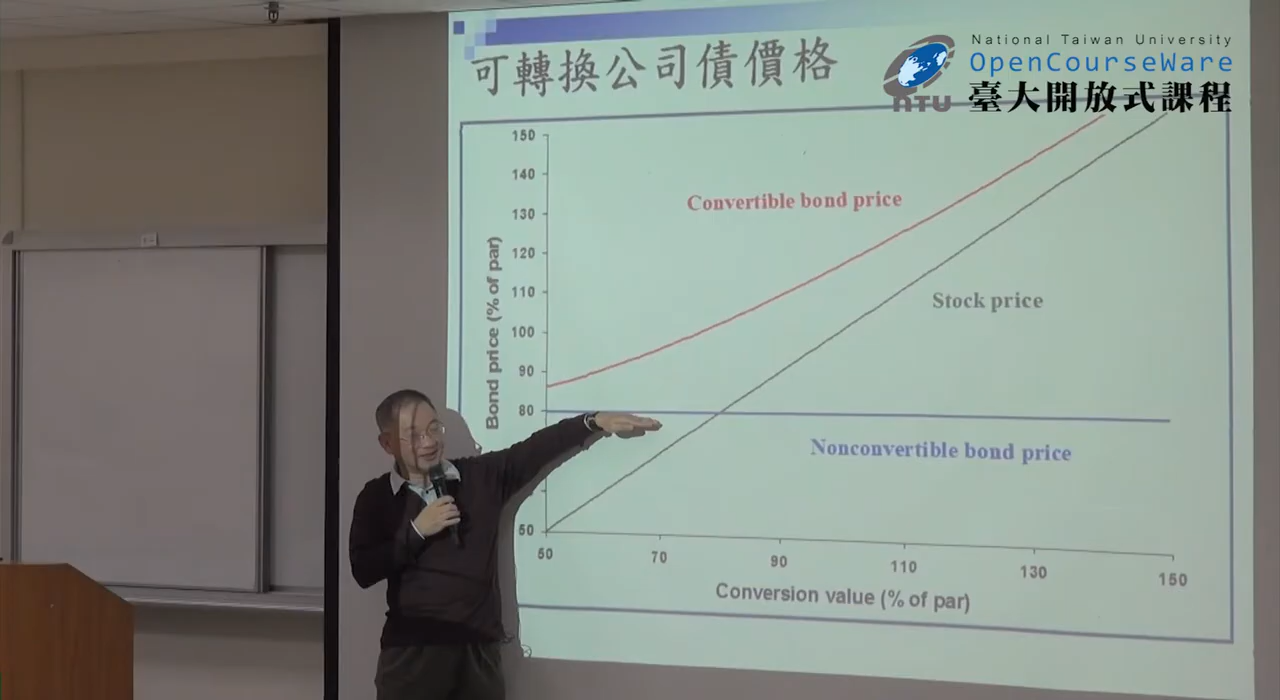 可轉換公司債價格
National Taiwan University
OpenCourseWare
NTU
臺大開放式課程
150
140
130
120
110
100
90
80
50
Bond price (% of par)
Convertible bond price
Stock price
Nonconvertible bond price
50 70 90 110 130 150
Conversion value (% of par)